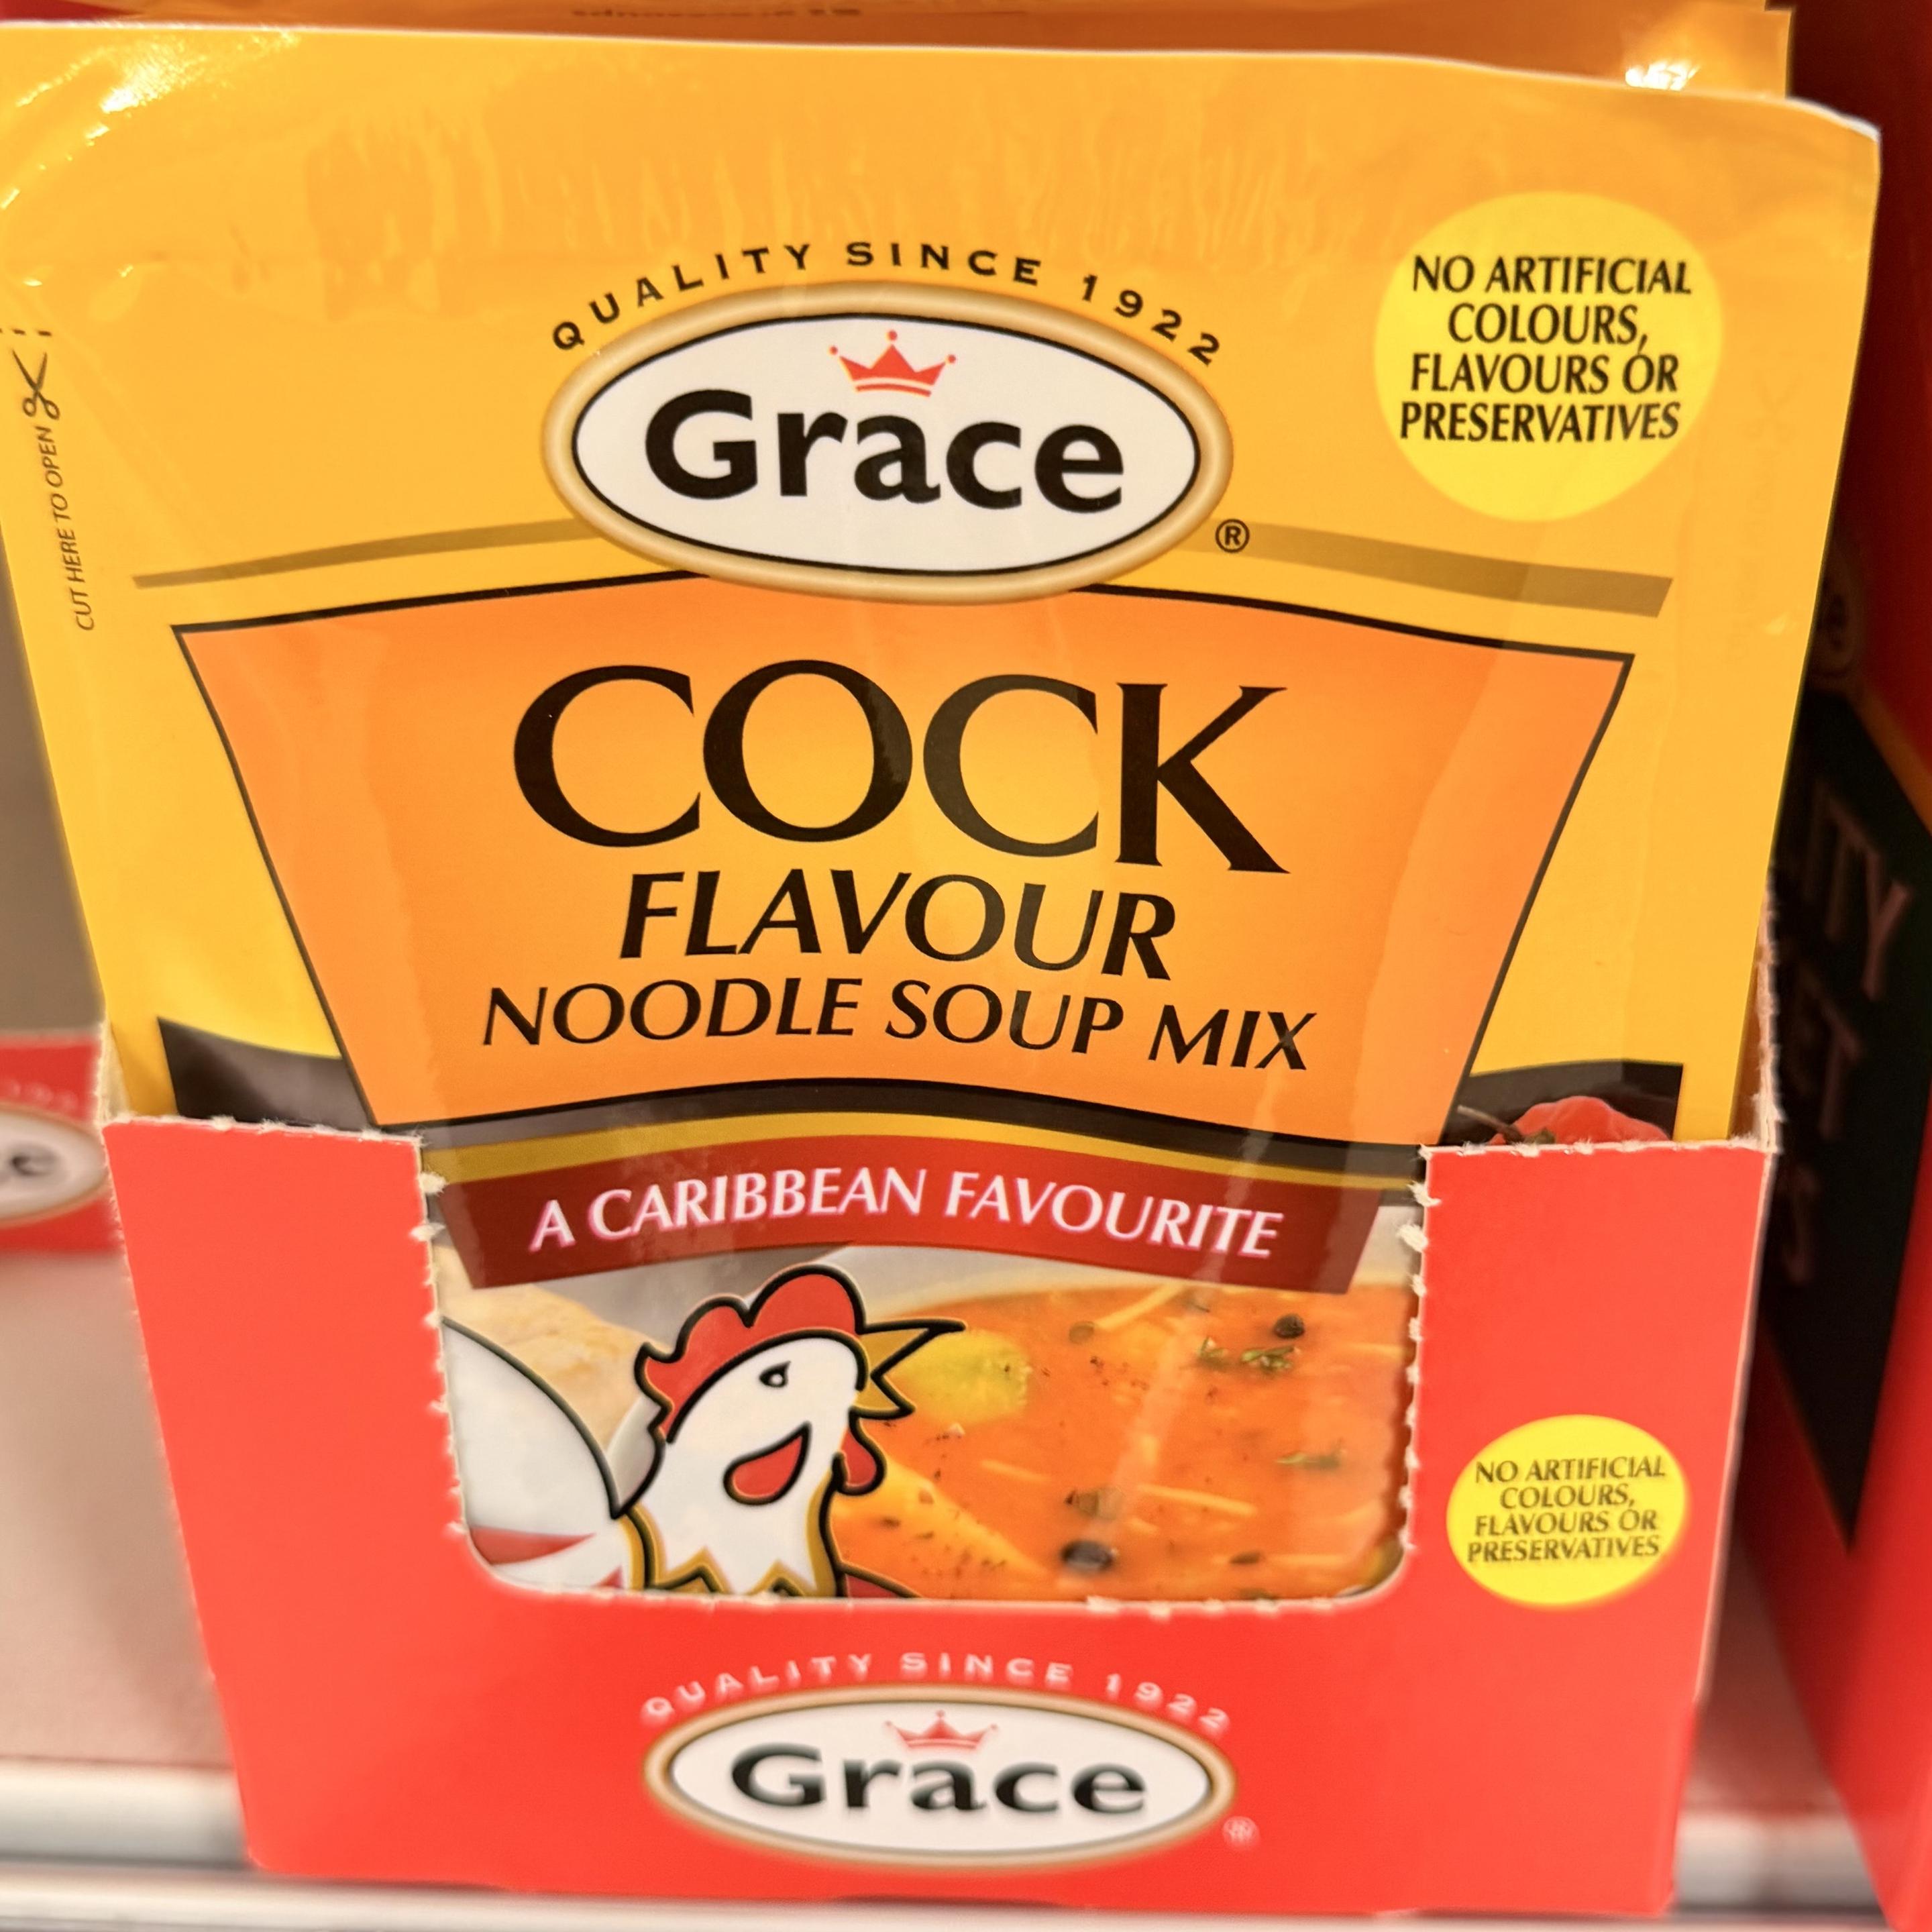 QUALITY SINCE 1922
Grace
®
NO ARTIFICIAL
COLOURS,
FLAVOURS OR
PRESERVATIVES
CUT HERE TO OPEN
COCK
FLAVOUR
NOODLE SOUP MIX
A CARIBBEAN FAVOURITE
NO ARTIFICIAL
COLOURS,
FLAVOURS OR
PRESERVATIVES
QUALITY SINCE 1922
Grace
®